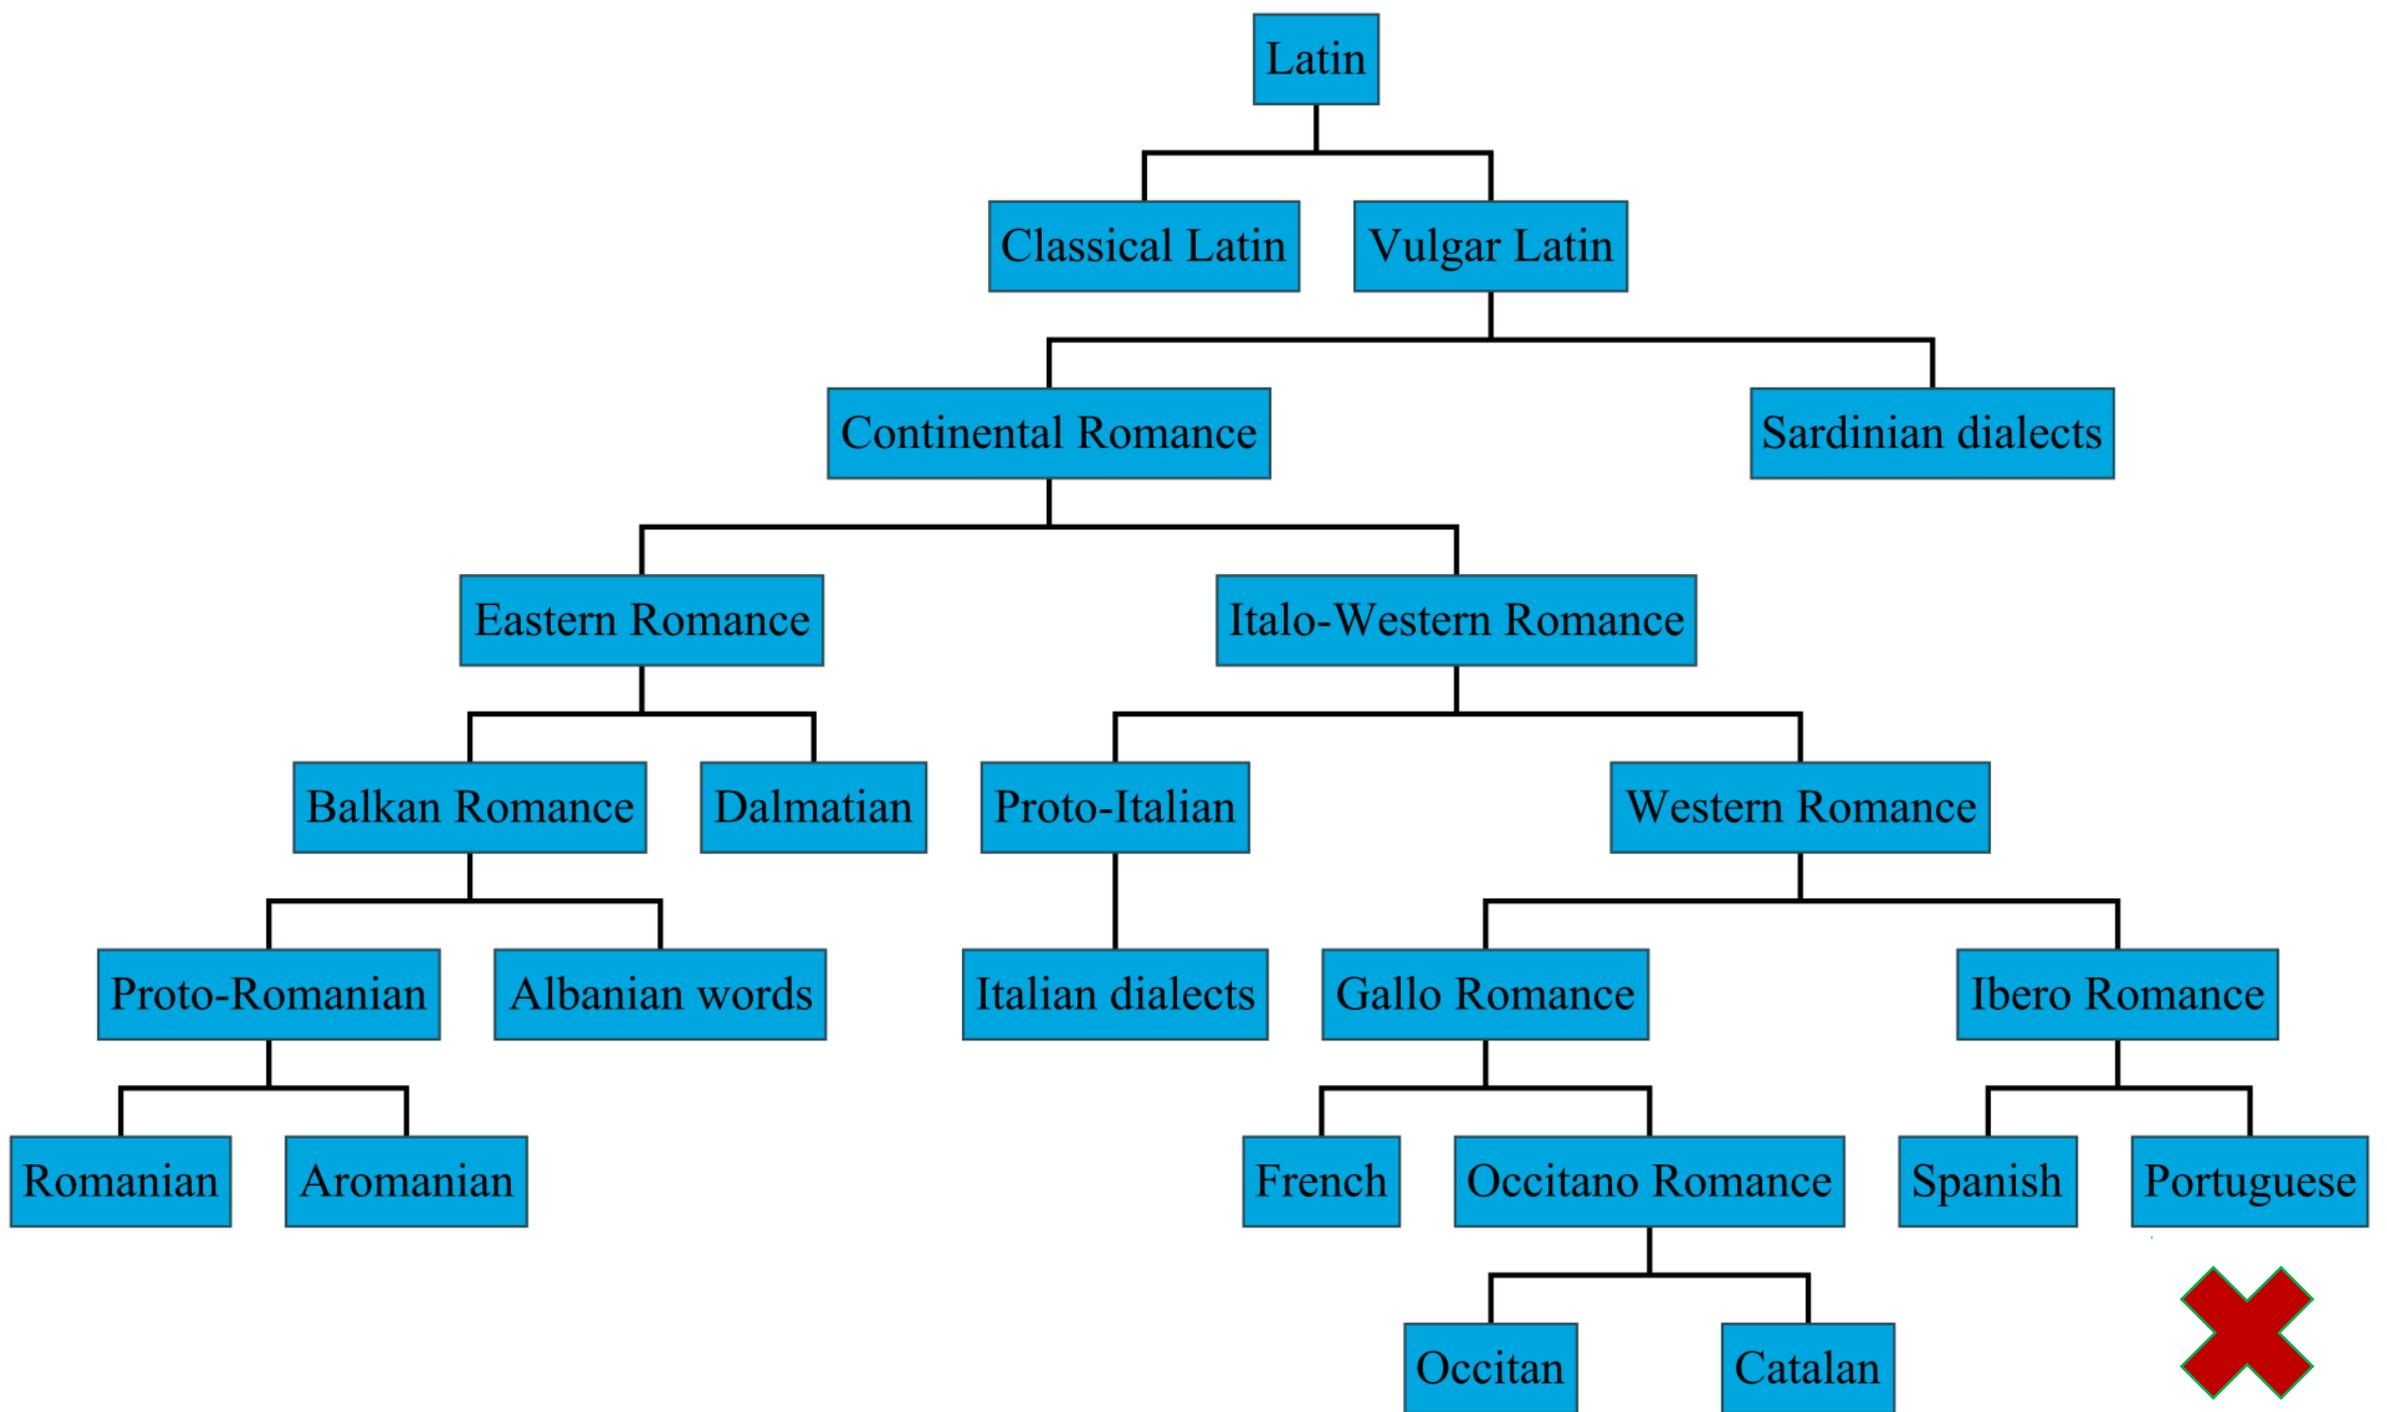 Latin
Classical Latin
Vulgar Latin
Continental Romance
Sardinian dialects
Eastern Romance
Italo-Western Romance
Balkan Romance
Dalmatian
Proto-Italian
Western Romance
Proto-Romanian
Albanian words
Italian dialects
Gallo Romance
Ibero Romance
Romanian
Aromanian
French
Occitano Romance
Spanish
Portuguese
Occitan
Catalan